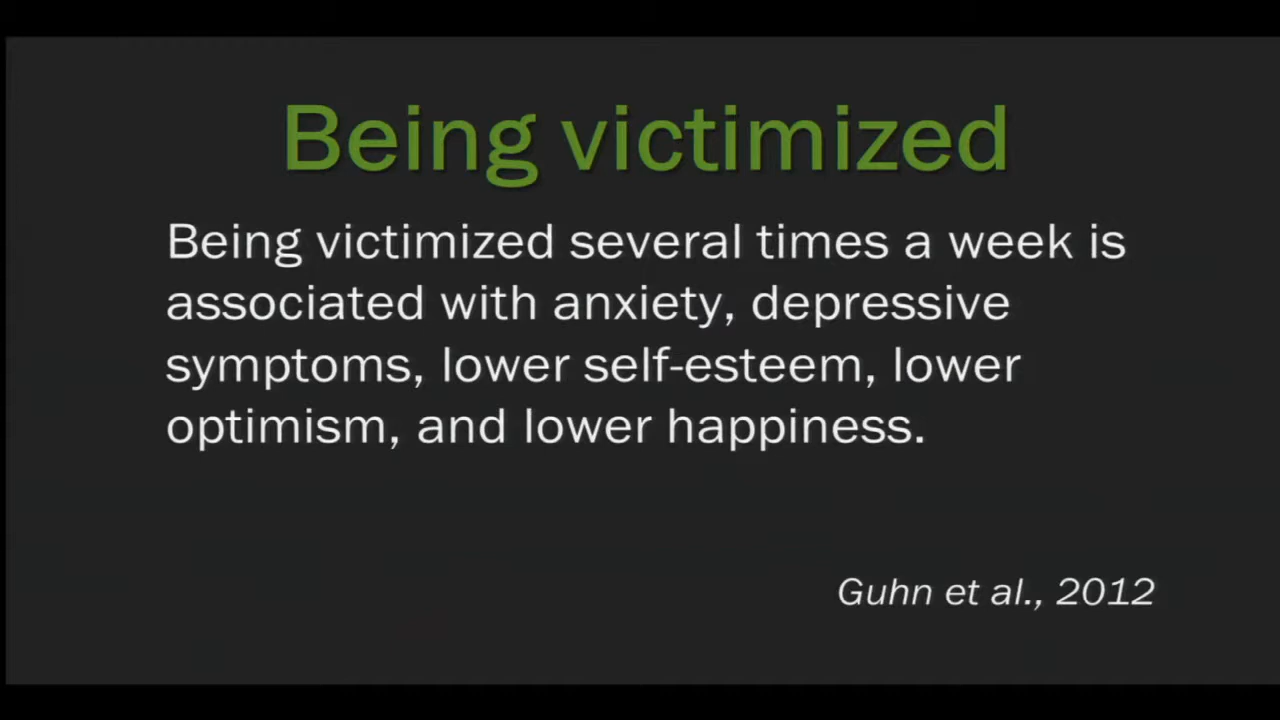 Being victimized
Being victimized several times a week is
associated with anxiety, depressive
symptoms, lower self-esteem, lower
optimism, and lower happiness.
Guhn et al., 2012